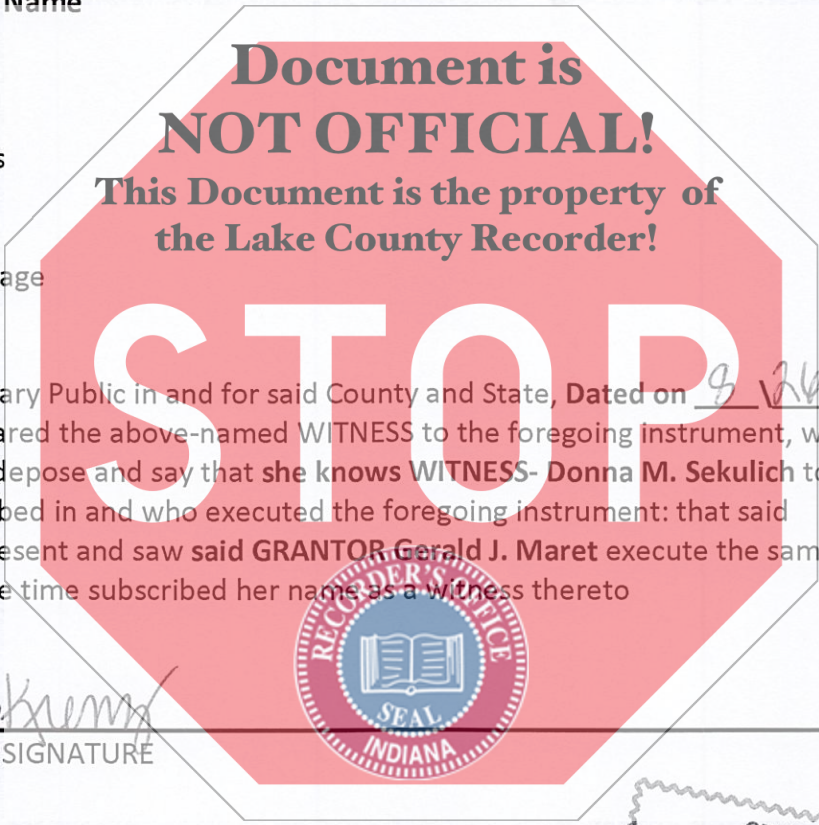 Name
Document is
NOT OFFICIAL!
This Document is the property of
the Lake County Recorder!
s
age
STOP
ary Public in and for said County and State, Dated on 8 \26
ared the above-named WITNESS to the foregoing instrument, w
depose and say that she knows WITNESS- Donna M. Sekulich to
bed in and who executed the foregoing instrument: that said
esent and saw said GRANTOR Gerald J. Maret execute the sam
e time subscribed her name as a witness thereto
RECORDER'S OFFICE
SEAL
INDIANA
SIGNATURE